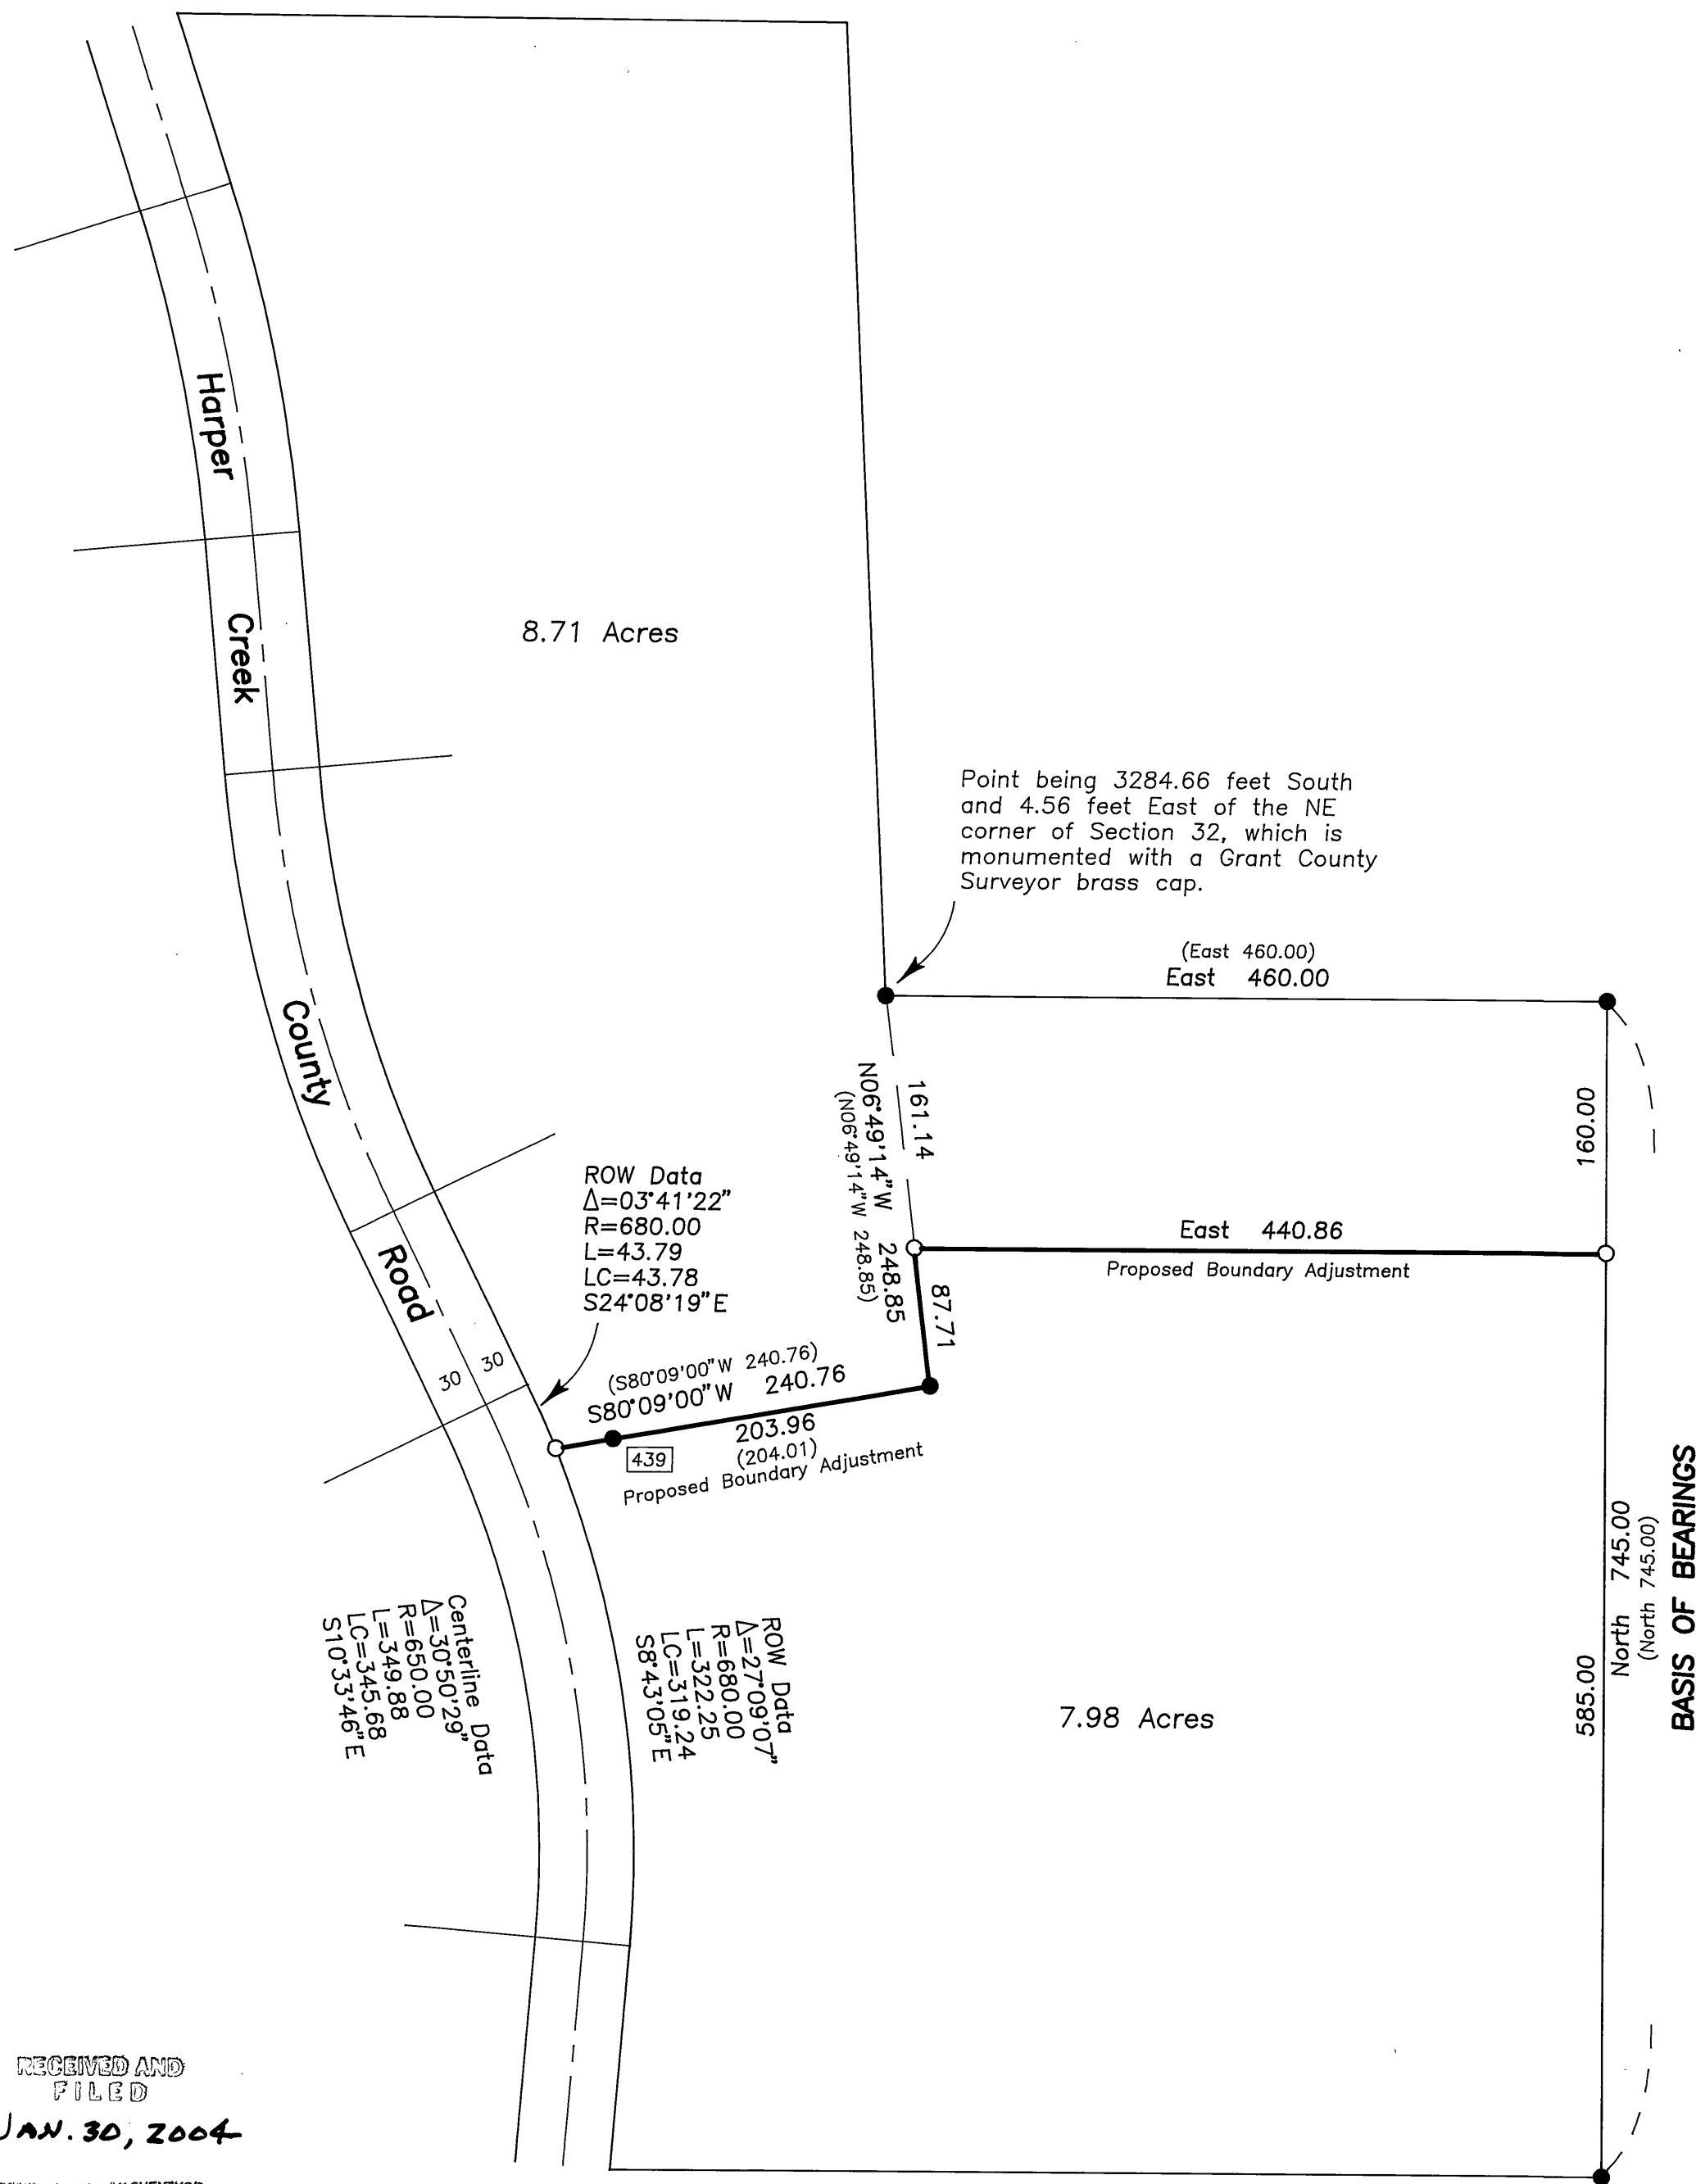 Harper
Creek
County
Road
8.71 Acres
Point being 3284.66 feet South
and 4.56 feet East of the NE
corner of Section 32, which is
monumented with a Grant County
Surveyor brass cap.
(East 460.00)
East 460.00
160.00
161.14
N06°49'14"W 248.85
(N06°49'14"W 248.85)
87.71
East 440.86
Proposed Boundary Adjustment
ROW Data
Δ=03°41'22"
R=680.00
L=43.79
LC=43.78
S24°08'19"E
30
30
(S80°09'00"W 240.76)
S80°09'00"W 240.76
203.96
(204.01)
439
Proposed Boundary Adjustment
Centerline Data
Δ=30°50'29"
R=650.00
L=349.88
LC=345.68
S10°33'46"E
ROW Data
Δ=27°09'07"
R=680.00
L=322.25
LC=319.24
S8°43'05"E
7.98 Acres
585.00
North 745.00
(North 745.00)
BASIS OF BEARINGS
RECEIVED AND
FILED
JAN. 30, 2004